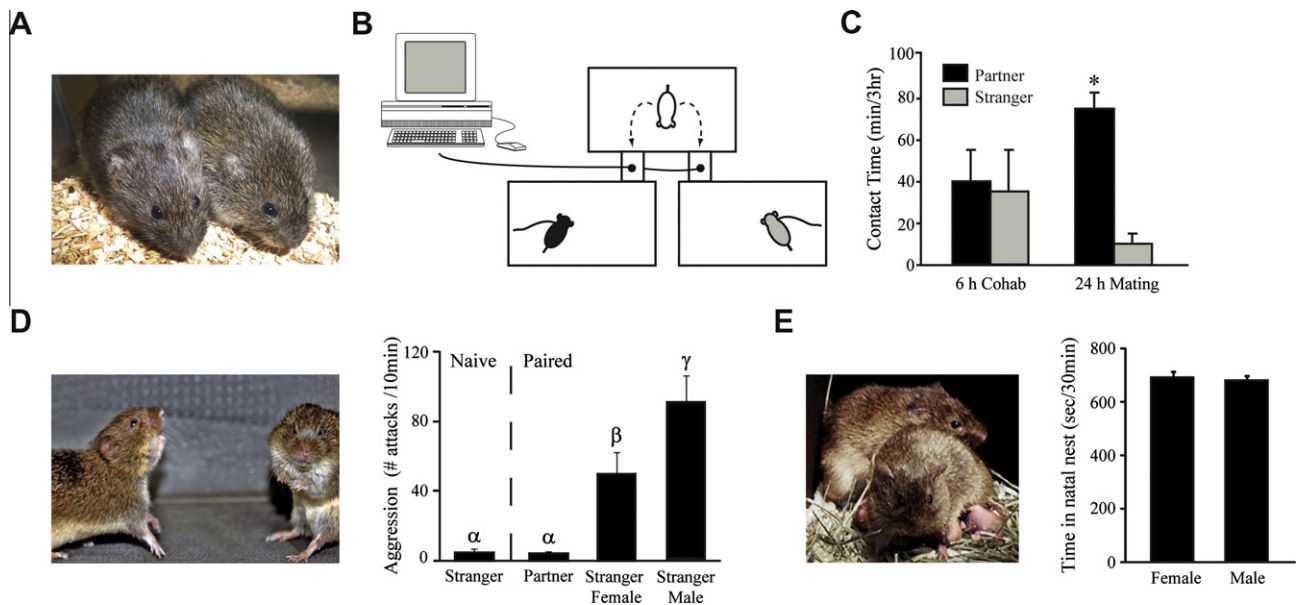 A
B
C
100
80
60
40
20
0
Contact Time (min/3hr)
Partner
Stranger
*
6 h Cohab
24 h Mating
D
120
80
40
0
Aggression (# attacks /10min)
Naive
Paired
α
α
β
γ
Stranger
Partner
Stranger
Female
Stranger
Male
E
800
600
400
200
0
Time in natal nest (sec/30min)
Female
Male